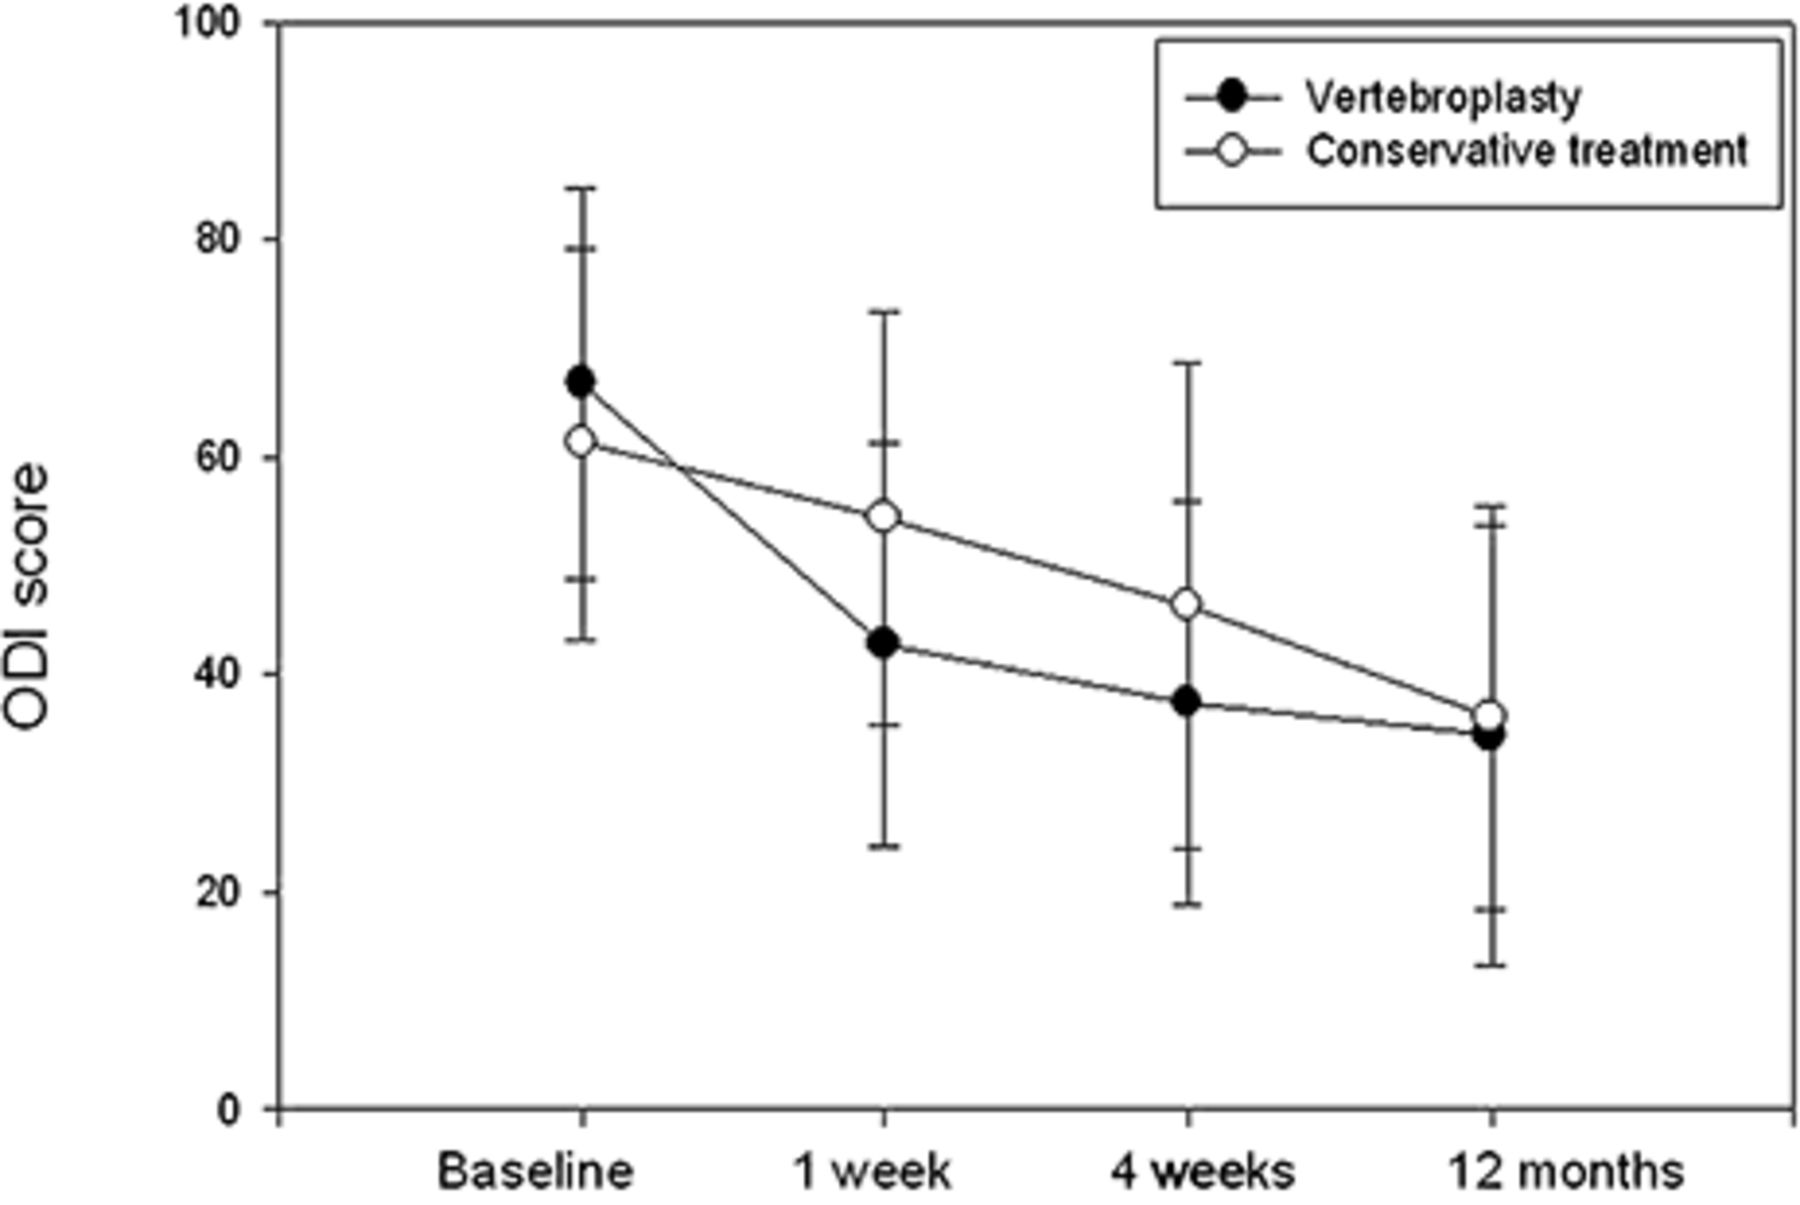 100
80
60
40
20
0
ODI score
Vertebroplasty
Conservative treatment
Baseline 1 week 4 weeks 12 months